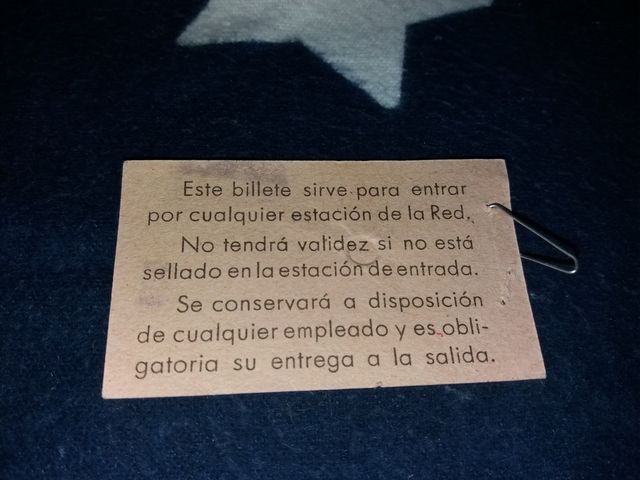 Este billete sirve para entrar
por cualquier estación de la Red.
No tendrá validez si no está
sellado en la estación de entrada.
Se conservará a disposición
de cualquier empleado y es obli-
gatoria su entrega a la salida.